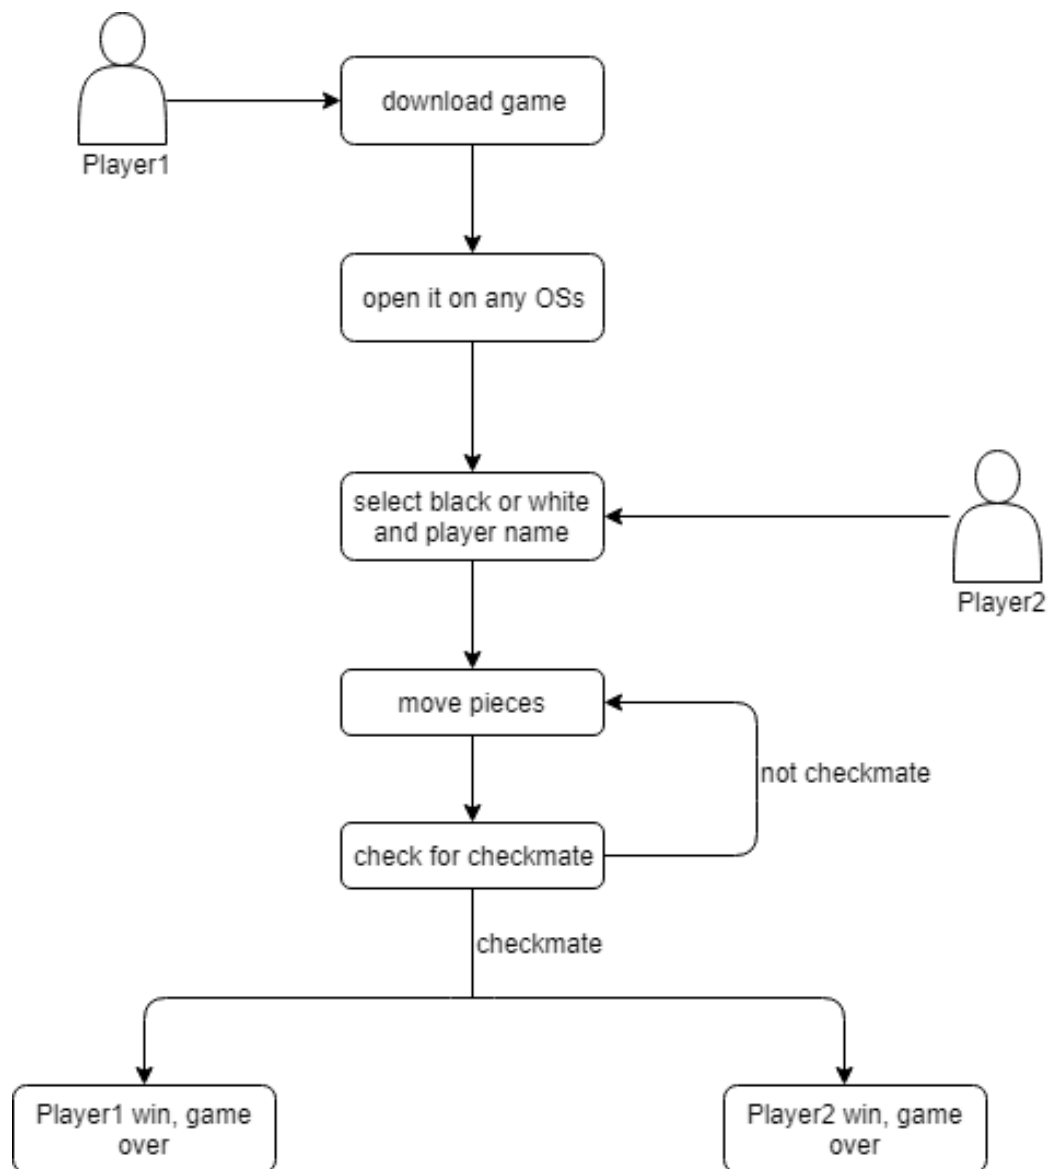 download game
Player1
open it on any OSs
select black or white
and player name
Player2
move pieces
not checkmate
check for checkmate
checkmate
Player1 win, game
over
Player2 win, game
over